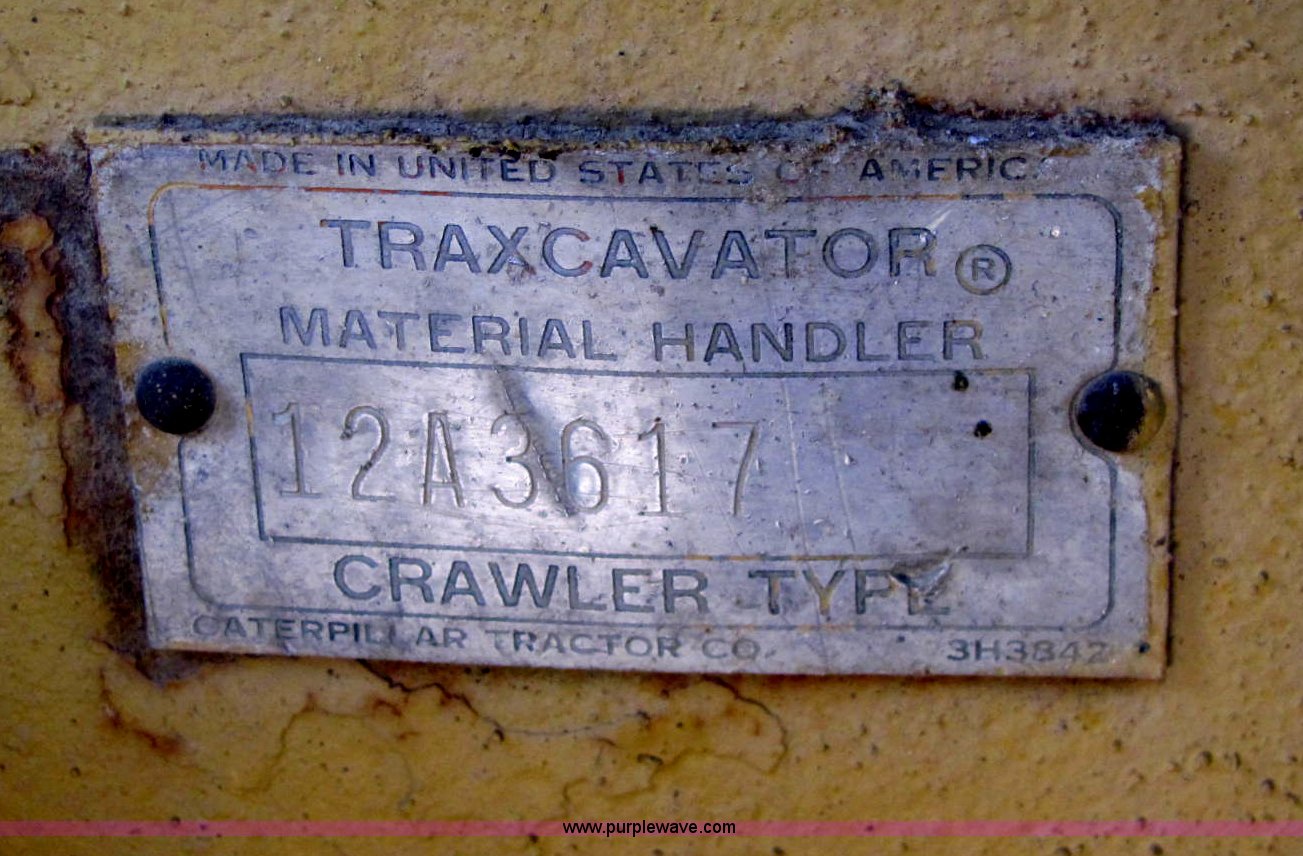 MADE IN UNITED STATES OF AMERICA
TRAXCAVATOR ®
MATERIAL HANDLER
12A3617
CRAWLER TYPE
CATERPILLAR TRACTOR CO. 3H3842
www.purplewave.com